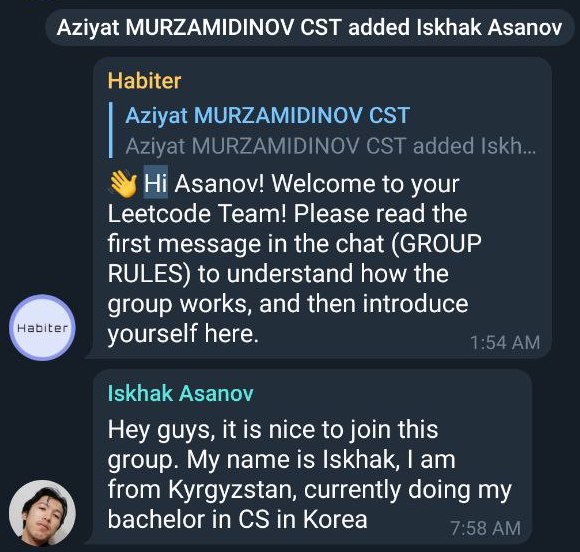 Aziyat MURZAMIDINOV CST added Iskhak Asanov
Habiter
Aziyat MURZAMIDINOV CST
Aziyat MURZAMIDINOV CST added Iskh...
👋 Hi Asanov! Welcome to your
Leetcode Team! Please read the
first message in the chat (GROUP
RULES) to understand how the
group works, and then introduce
yourself here.
1:54 AM
Habiter
Iskhak Asanov
Hey guys, it is nice to join this
group. My name is Iskhak, I am
from Kyrgyzstan, currently doing my
bachelor in CS in Korea
7:58 AM